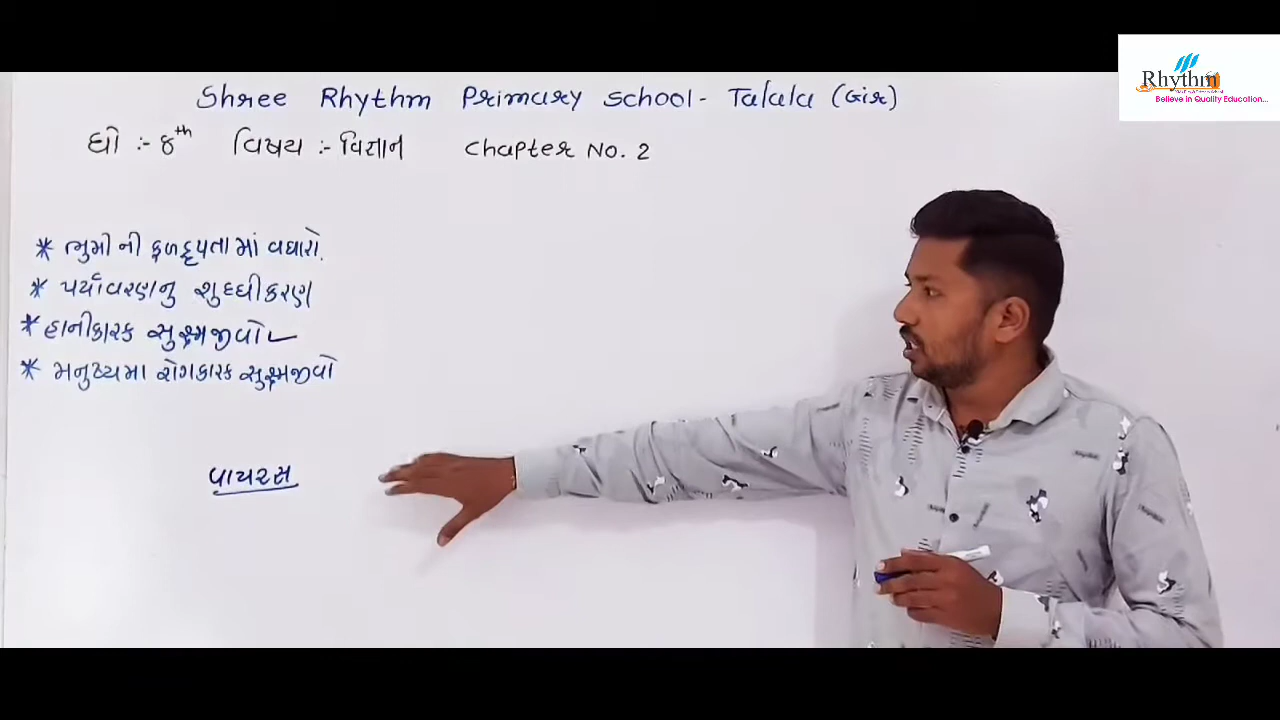 Shree Rhythm Primary School - Talala (Gir)
ધો :- ૪th વિષય :- વિજ્ઞાન Chapter No. 2
* ભુમી ની ફળદ્રુપતા માં વધારો.
* પર્યાવરણનુ શુદ્ધીકરણ
* હાનીકારક સુક્ષ્મજીવો
* મનુષ્યમા રોગકારક સુક્ષ્મજીવો
વાયરસ
Rhythm
Believe in Quality Education...